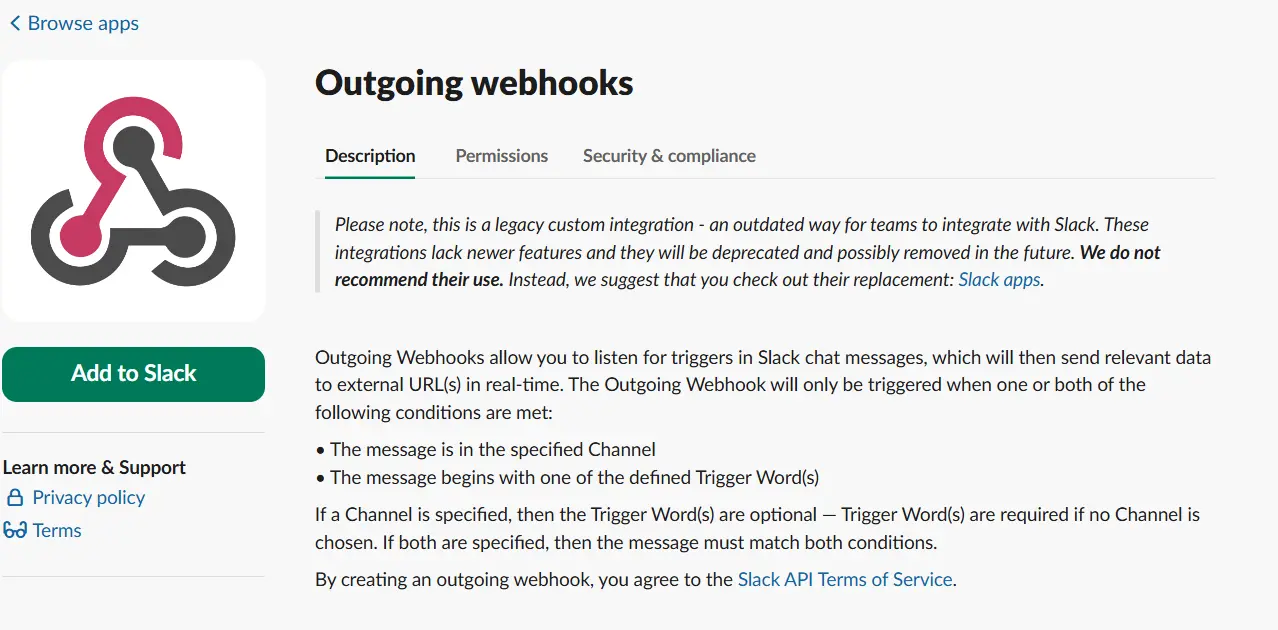 Browse apps
Outgoing webhooks
Description Permissions Security & compliance
Please note, this is a legacy custom integration - an outdated way for teams to integrate with Slack. These
integrations lack newer features and they will be deprecated and possibly removed in the future. We do not
recommend their use. Instead, we suggest that you check out their replacement: Slack apps.
Add to Slack
Learn more & Support
Privacy policy
Terms
Outgoing Webhooks allow you to listen for triggers in Slack chat messages, which will then send relevant data
to external URL(s) in real-time. The Outgoing Webhook will only be triggered when one or both of the
following conditions are met:
• The message is in the specified Channel
• The message begins with one of the defined Trigger Word(s)
If a Channel is specified, then the Trigger Word(s) are optional — Trigger Word(s) are required if no Channel is
chosen. If both are specified, then the message must match both conditions.
By creating an outgoing webhook, you agree to the Slack API Terms of Service.